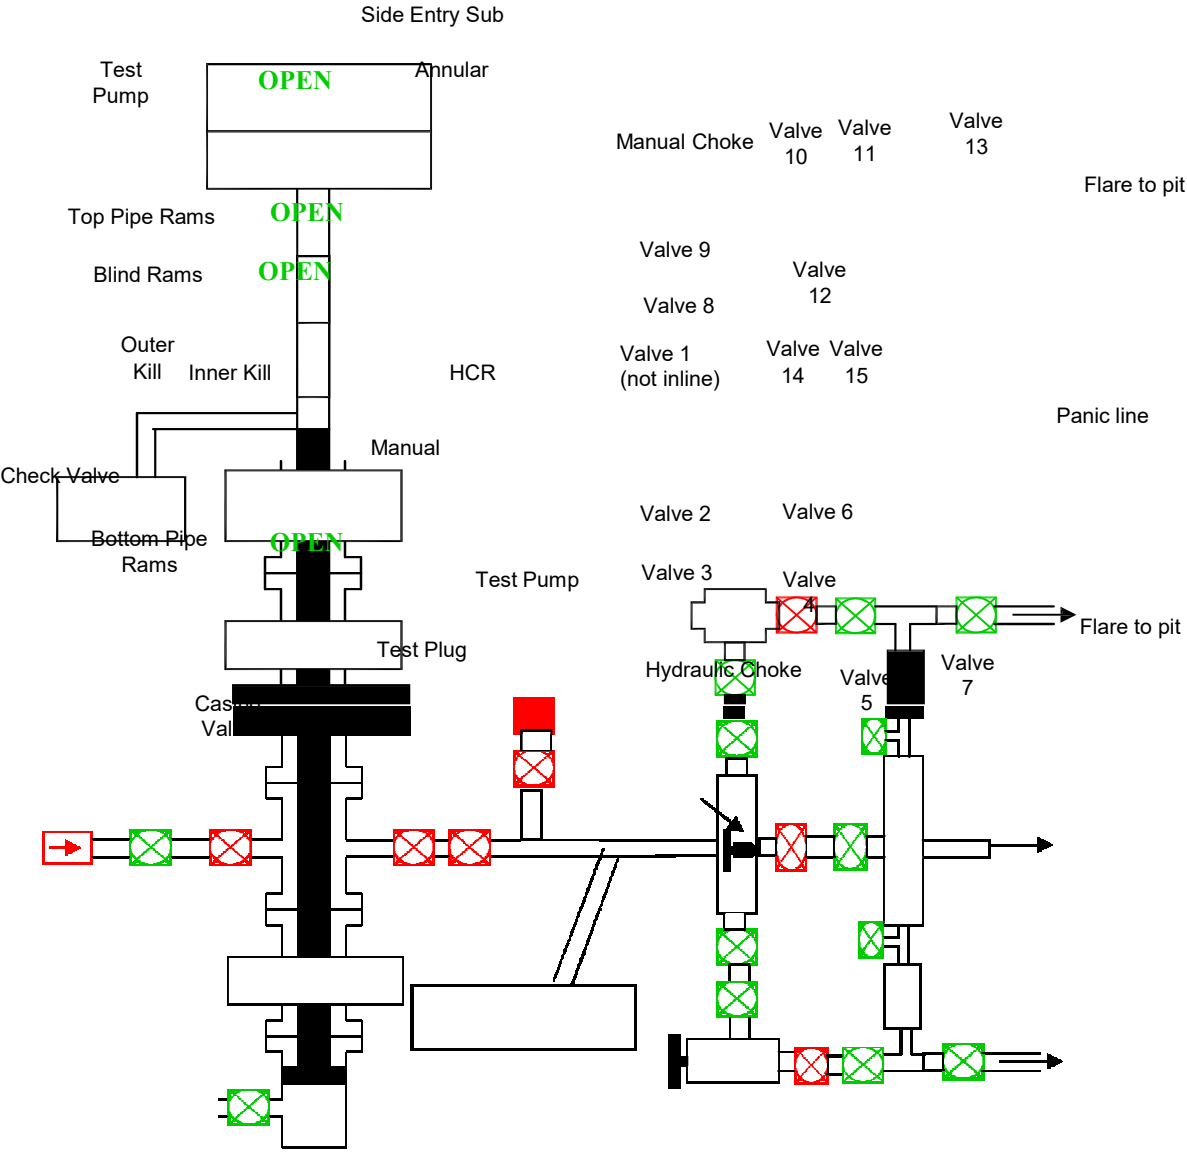 Side Entry Sub
Test
Pump
OPEN
Annular
Manual Choke
Valve
10
Valve
11
Valve
13
Flare to pit
Top Pipe Rams
OPEN
Blind Rams
OPEN
Valve 9
Valve
12
Valve 8
Outer
Kill
Inner Kill
HCR
Valve 1
(not inline)
Valve
14
Valve
15
Panic line
Manual
Check Valve
Bottom Pipe
Rams
OPEN
Valve 2
Valve 6
Test Pump
Valve 3
Valve
4
Flare to pit
Test Plug
Hydraulic Choke
Valve
5
Valve
7